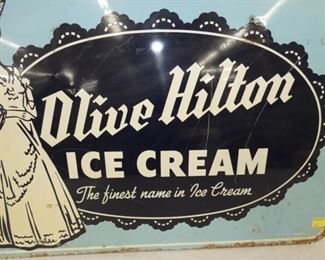 Olive Hilton
ICE CREAM
The finest name in Ice Cream